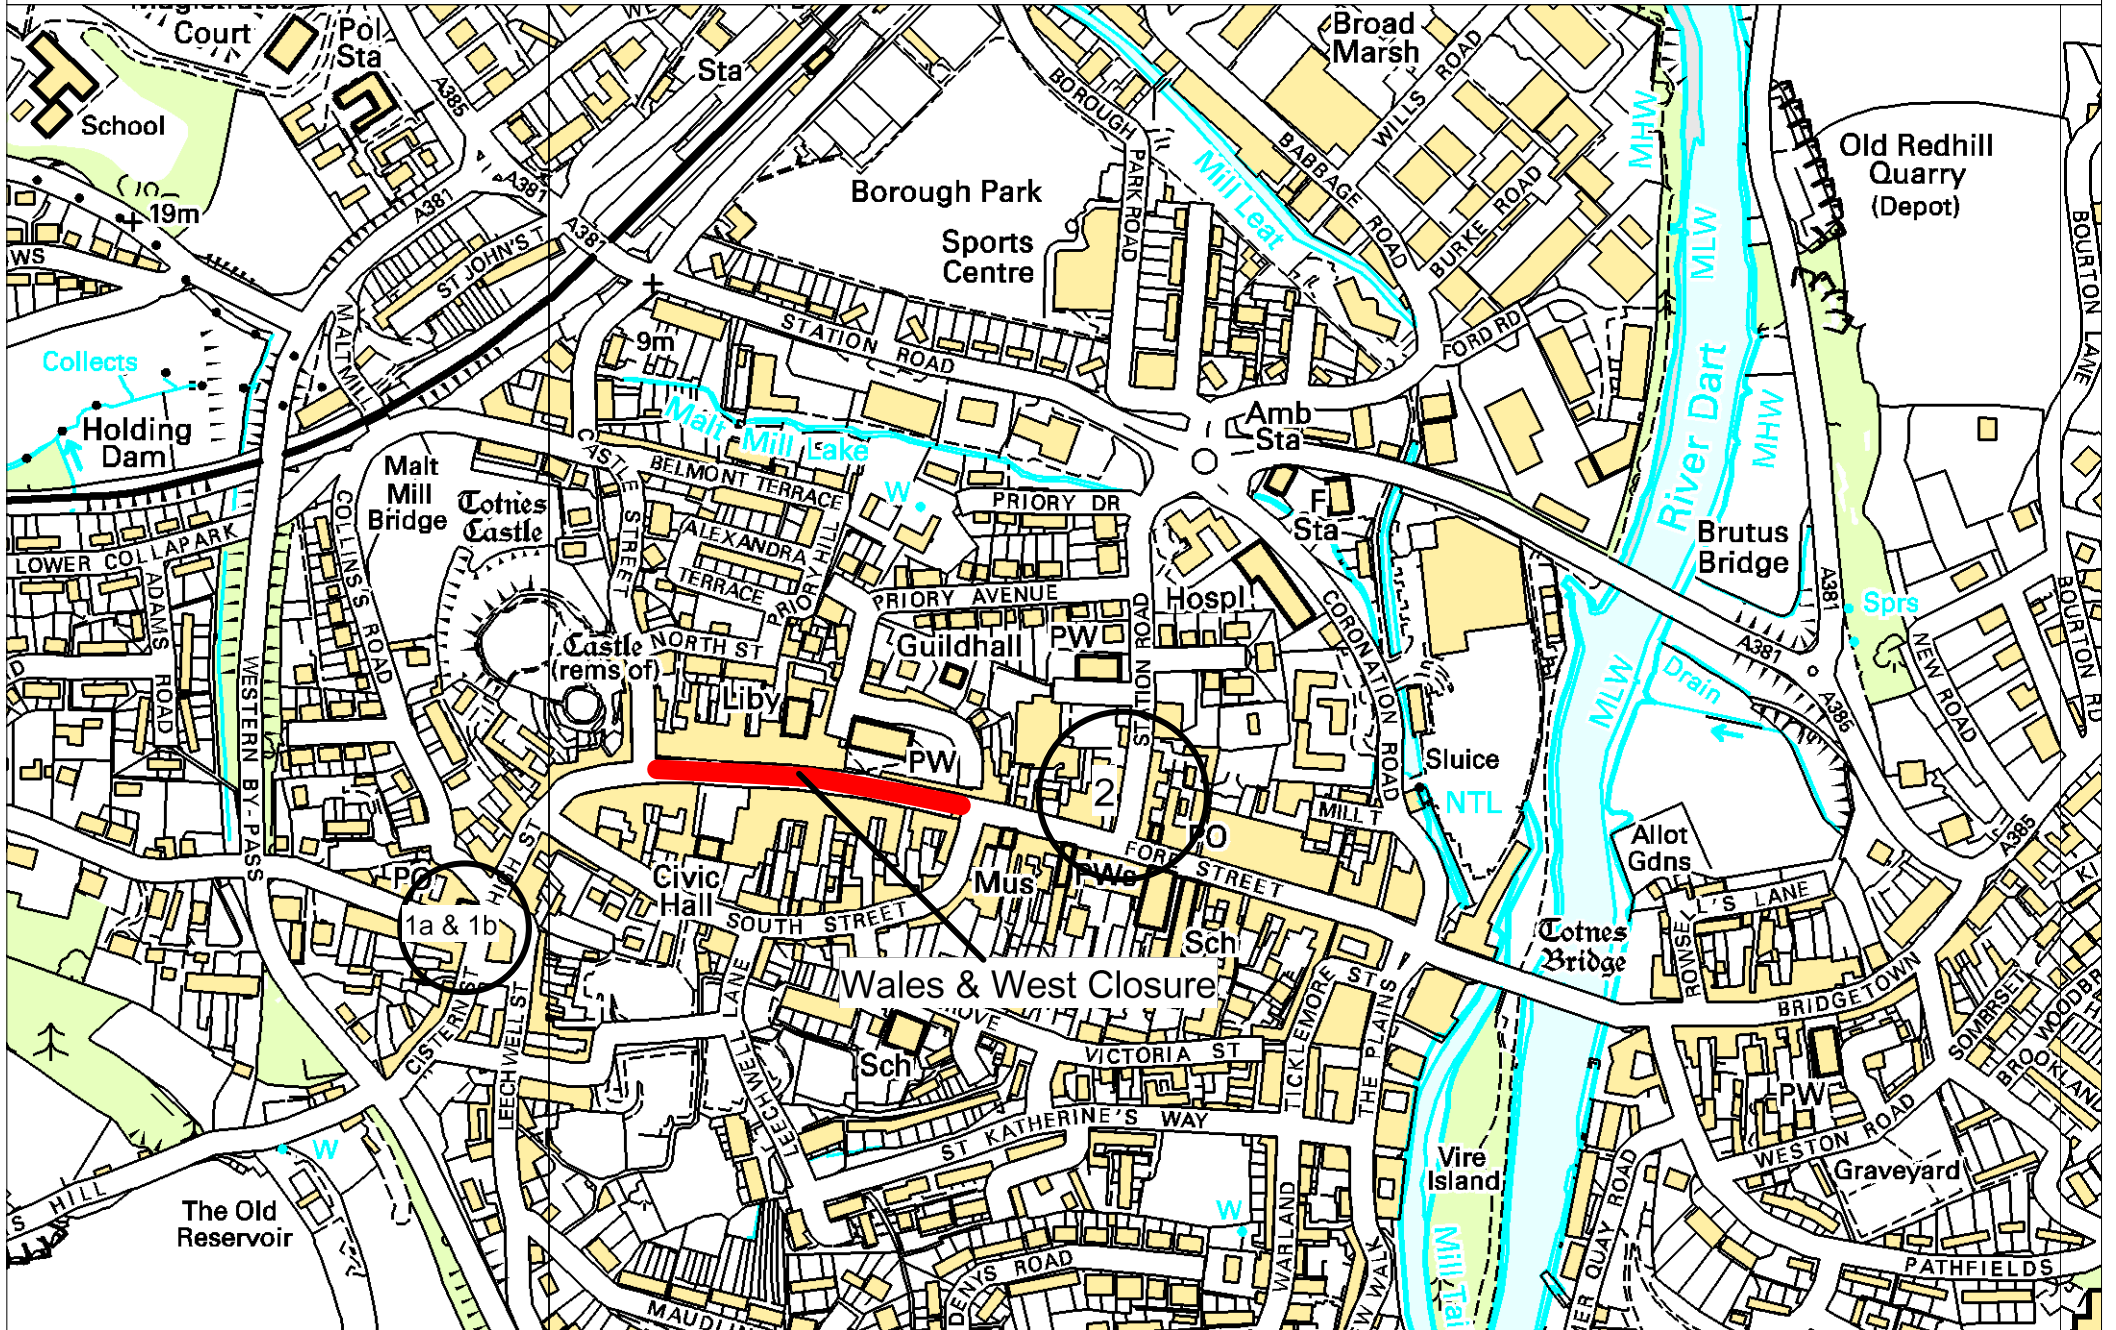 Court
Pol
Sta
School
A385
Sta
Broad
Marsh
BOROUGH
PARK ROAD
WILLS ROAD
BABBAGE ROAD
BURKE ROAD
Mill Leat
MHW
MLW
Old Redhill
Quarry
(Depot)
BOURTON LANE
19m
A381
A381
ST JOHN'S T
Borough Park
Sports
Centre
WS
MALTMILL
STATION ROAD
9m
FORD RD
Collects
Holding
Dam
Malt Mill Lake
Amb
Sta
River Dart
MHW
Malt
Mill
Bridge
Totnes
Castle
CASTLE STREET
BELMONT TERRACE
W
PRIORY DR
F
Sta
Brutus
Bridge
A381
LOWER COLLAPARK
COLLIN'S ROAD
ADAMS ROAD
ALEXANDRA
TERRACE
PRIORY HILL
PRIORY AVENUE
Hospl
CORONATION ROAD
Sprs
BOURTON RD
NEW ROAD
Castle
(rems of)
NORTH ST
Guildhall
PW
STATION ROAD
A381
MLW
Drain
A385
WESTERN BY-PASS
Liby
PW
2
Sluice
NTL
MILL T
PO
Allot
Gdns
A385
PO
HIGH ST
1a & 1b
Civic
Hall
SOUTH STREET
Mus
PWs
FORE STREET
ROWSELL'S LANE
Sch
Totnes
Bridge
Wales & West Closure
CISTERN ST
LEECHWELL ST
LEECHWELL LANE
Sch
VICTORIA ST
TICKLEMORE ST
THE PLAINS
BRIDGETOWN
SOMERSET
PW
WESTON ROAD
Graveyard
ST KATHERINE'S WAY
W
S HILL
The Old
Reservoir
Vire
Island
W
WARLAND
DENYS ROAD
PATHFIELDS